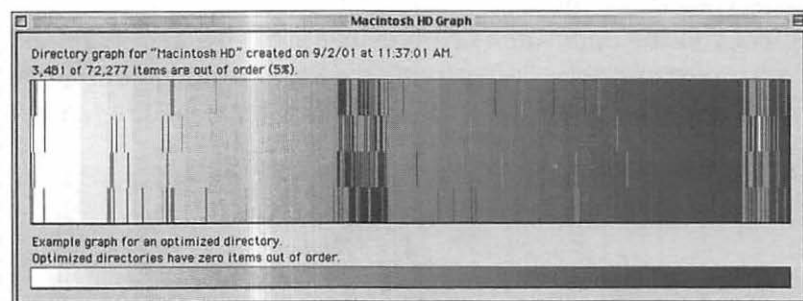 Macintosh HD Graph
Directory graph for "Macintosh HD" created on 9/2/01 at 11:37:01 AM.
3,481 of 72,277 items are out of order (5%).
Example graph for an optimized directory.
Optimized directories have zero items out of order.